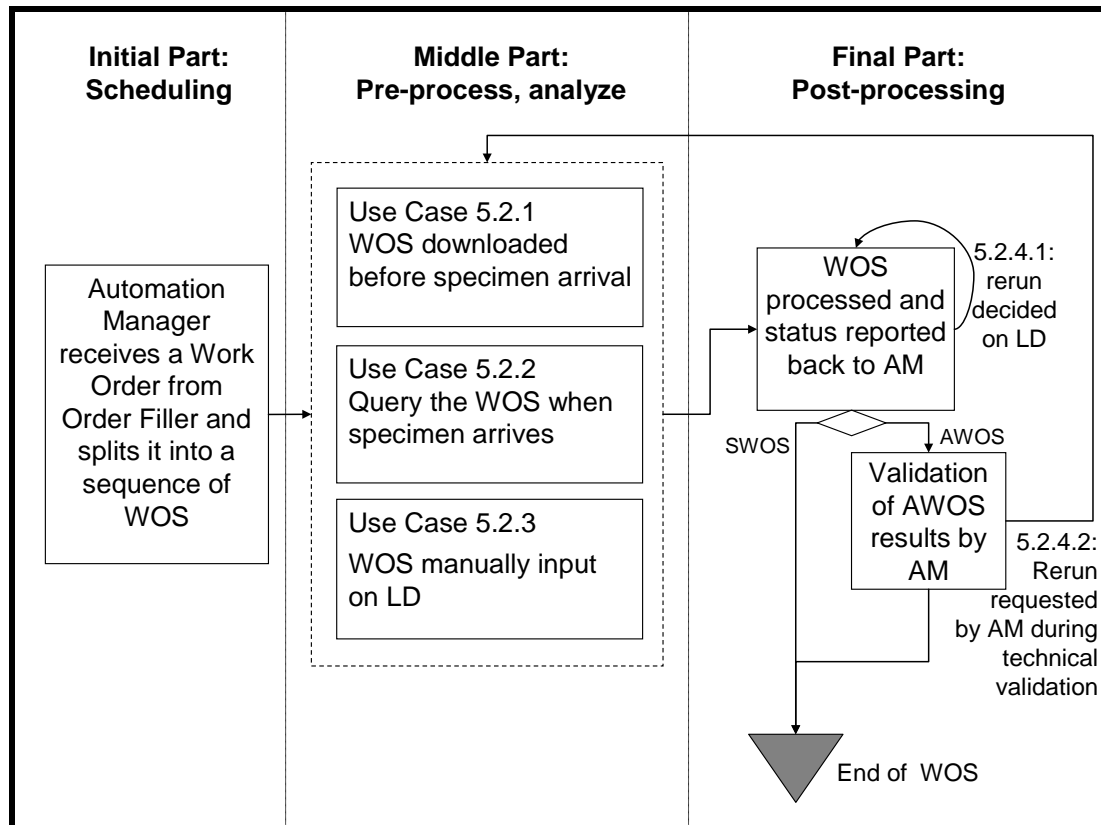 Initial Part:
Scheduling
Middle Part:
Pre-process, analyze
Final Part:
Post-processing
Automation
Manager
receives a Work
Order from
Order Filler and
splits it into a
sequence of
WOS
Use Case 5.2.1
WOS downloaded
before specimen arrival
Use Case 5.2.2
Query the WOS when
specimen arrives
Use Case 5.2.3
WOS manually input
on LD
WOS
processed and
status reported
back to AM
5.2.4.1:
rerun
decided
on LD
SWOS
AWOS
Validation
of AWOS
results by
AM
5.2.4.2:
Rerun
requested
by AM during
technical
validation
End of WOS